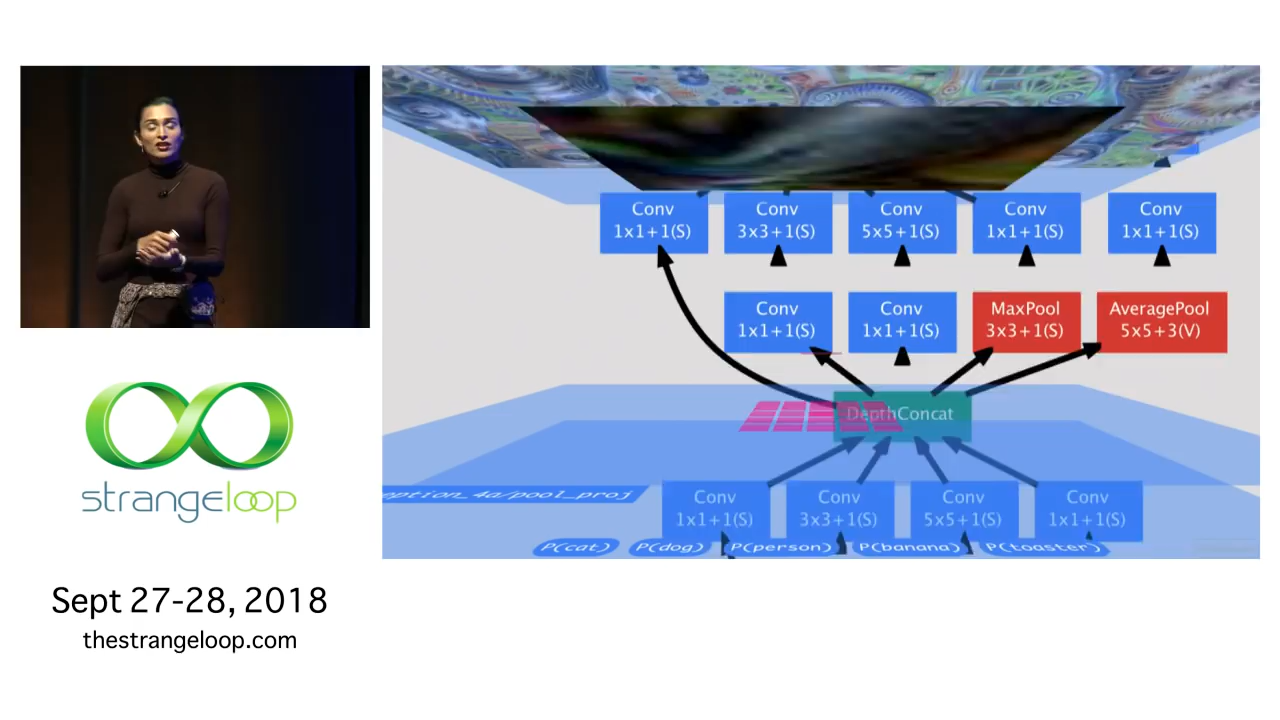 strangeloop
Sept 27-28, 2018
thestrangeloop.com
Conv
1x1+1(S)
Conv
3x3+1(S)
Conv
5x5+1(S)
Conv
1x1+1(S)
Conv
1x1+1(S)
Conv
1x1+1(S)
Conv
1x1+1(S)
MaxPool
3x3+1(S)
AveragePool
5x5+3(V)
DepthConcat
eption_4a/pool_proj
Conv
1x1+1(S)
Conv
3x3+1(S)
Conv
5x5+1(S)
Conv
1x1+1(S)
P(cat) P(dog) P(person) P(banana) P(toaster)